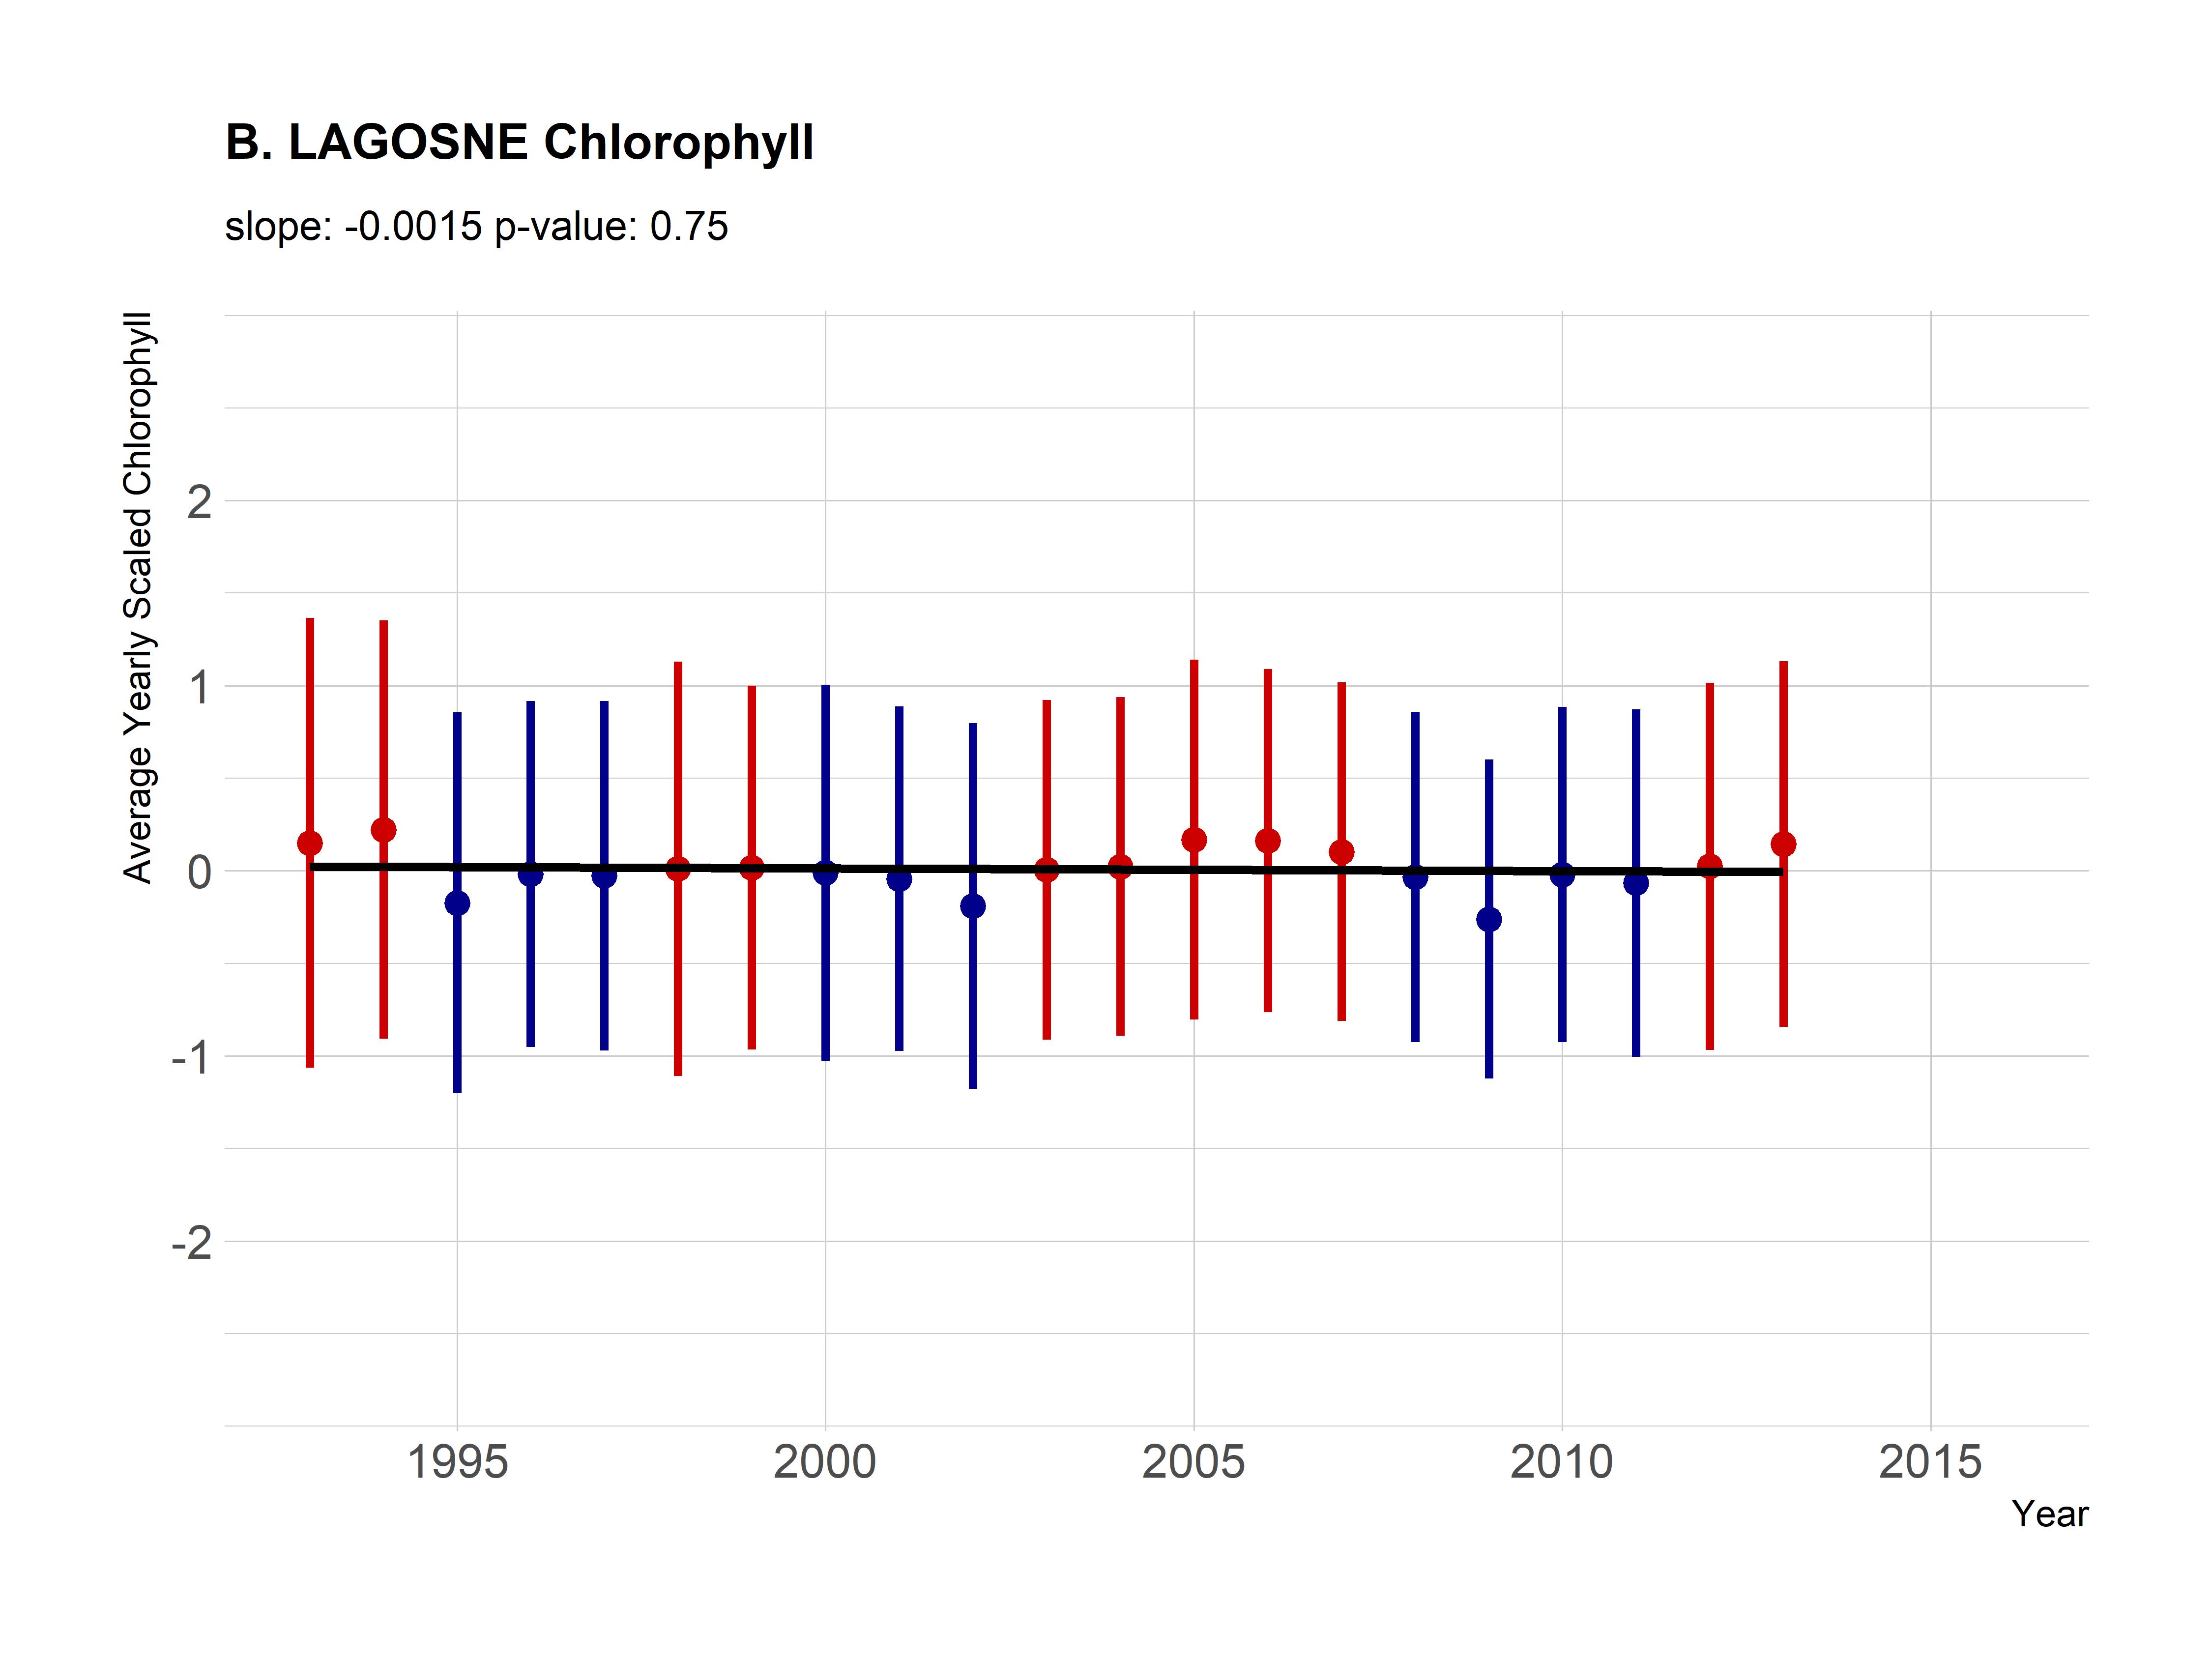 B. LAGOSNE Chlorophyll
slope: -0.0015 p-value: 0.75
Average Yearly Scaled Chlorophyll
2
1
0
-1
-2
1995
2000
2005
2010
2015
Year